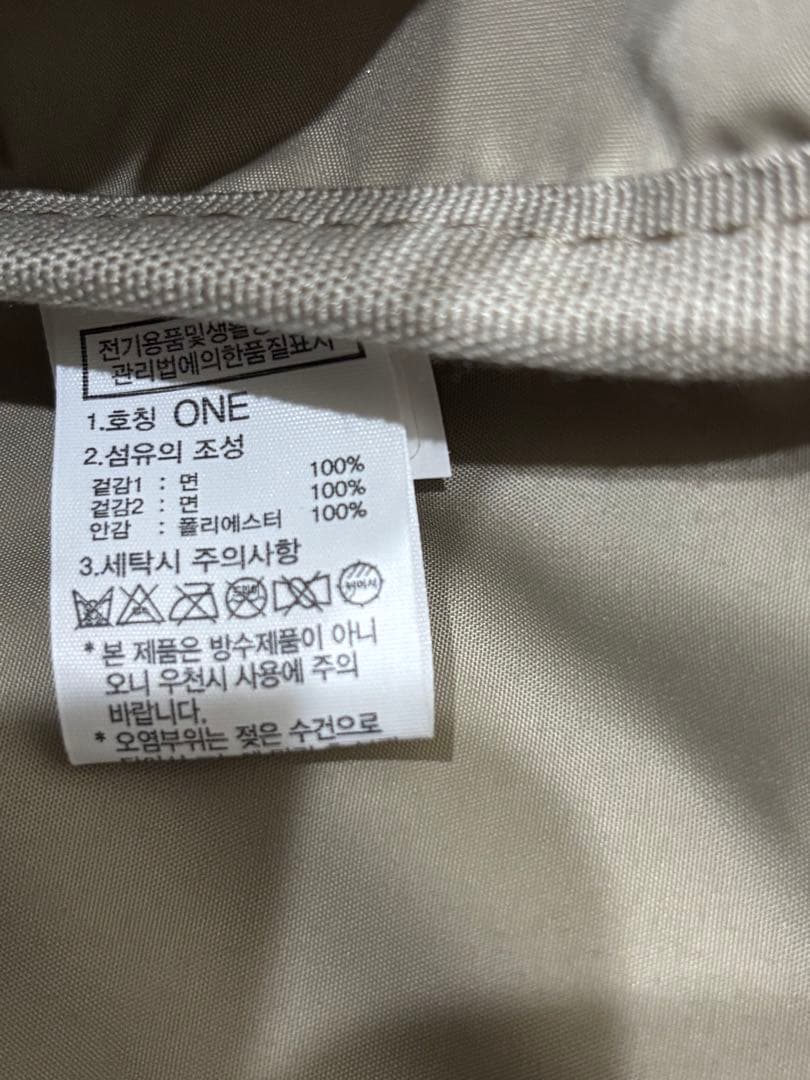 전기용품및생활
관리법에의한품질표시
1.호칭 ONE
2.섬유의 조성
겉감1 : 면 100%
겉감2 : 면 100%
안감 : 폴리에스터 100%
3.세탁시 주의사항
드라이
* 본 제품은 방수제품이 아니
오니 우천시 사용에 주의
바랍니다.
* 오염부위는 젖은 수건으로